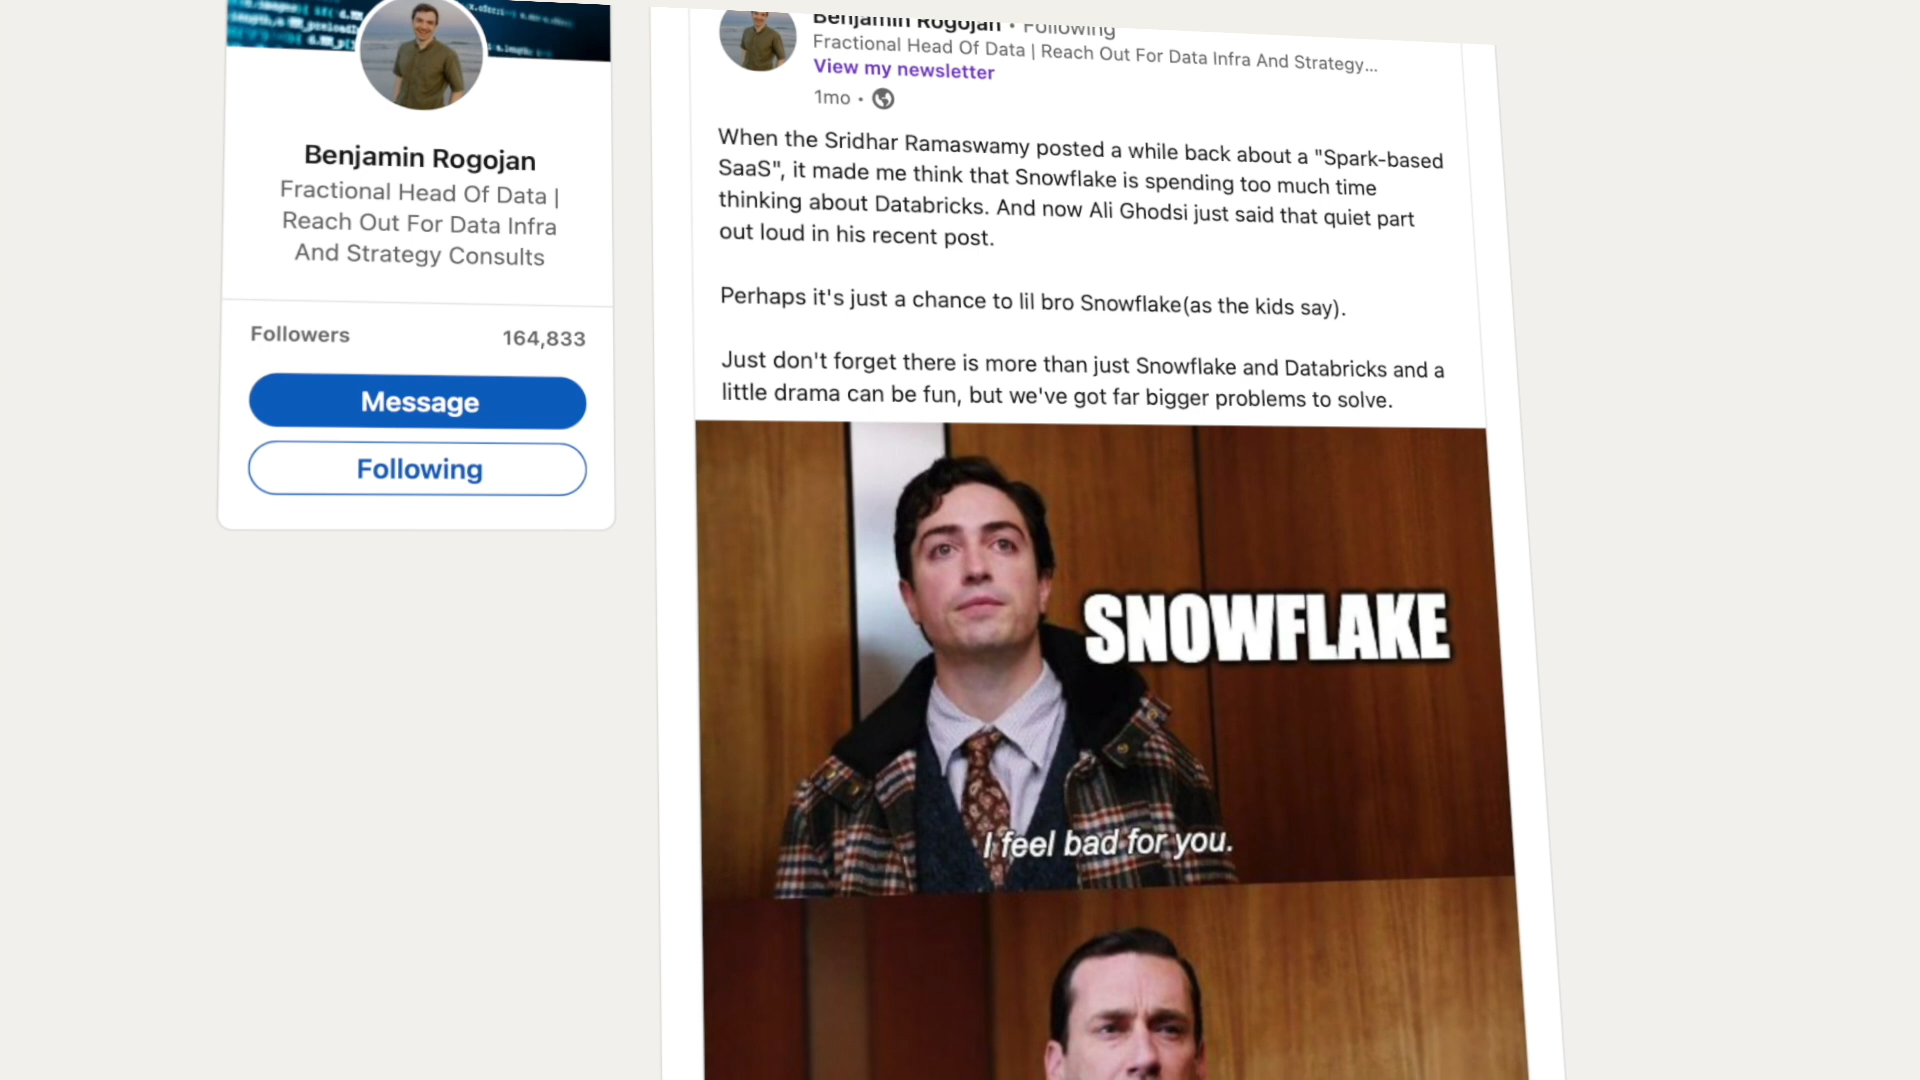 Benjamin Rogojan
Fractional Head Of Data |
Reach Out For Data Infra
And Strategy Consults
Followers 164,833
Message
Following
Benjamin Rogojan • Following
Fractional Head Of Data | Reach Out For Data Infra And Strategy...
View my newsletter
1mo •
When the Sridhar Ramaswamy posted a while back about a "Spark-based
SaaS", it made me think that Snowflake is spending too much time
thinking about Databricks. And now Ali Ghodsi just said that quiet part
out loud in his recent post.
Perhaps it's just a chance to lil bro Snowflake(as the kids say).
Just don't forget there is more than just Snowflake and Databricks and a
little drama can be fun, but we've got far bigger problems to solve.
SNOWFLAKE
I feel bad for you.